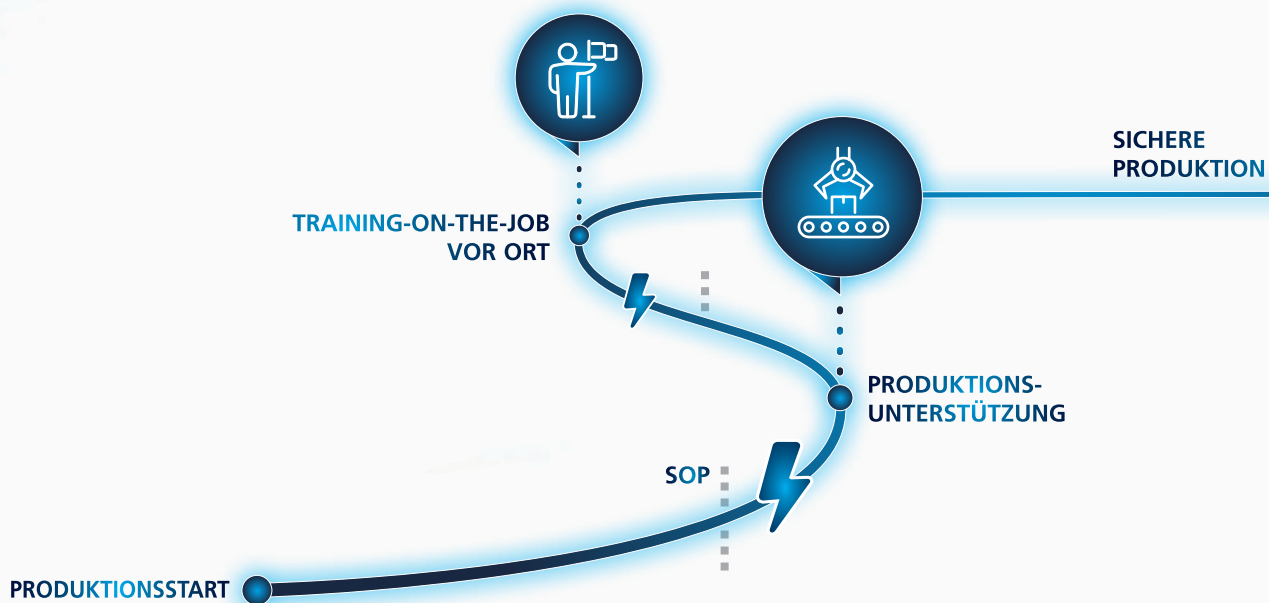 SICHERE
PRODUKTION
TRAINING-ON-THE-JOB
VOR ORT
PRODUKTIONS-
UNTERSTÜTZUNG
SOP
PRODUKTIONSSTART